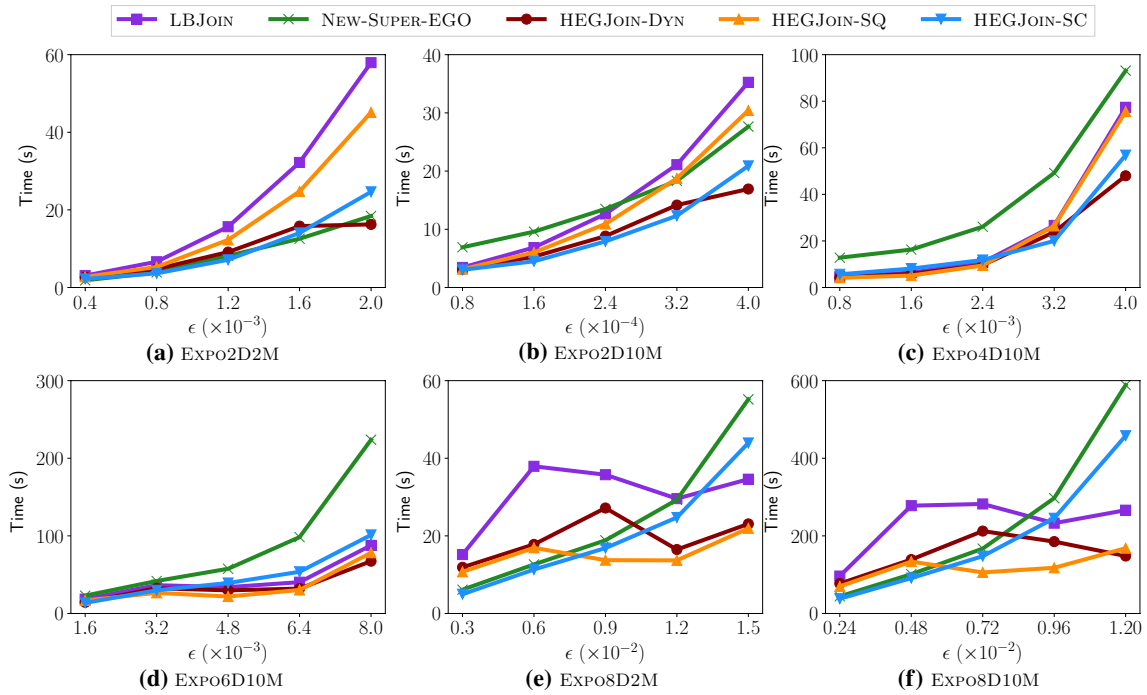 LBJOIN NEW-SUPER-EGO HEGJOIN-DYN HEGJOIN-SQ HEGJOIN-SC
60
40
20
0
Time (s)
0.4 0.8 1.2 1.6 2.0
ϵ (×10⁻³)
(a) EXPO2D2M
40
30
20
10
0
Time (s)
0.8 1.6 2.4 3.2 4.0
ϵ (×10⁻⁴)
(b) EXPO2D10M
100
80
60
40
20
0
Time (s)
0.8 1.6 2.4 3.2 4.0
ϵ (×10⁻³)
(c) EXPO4D10M
300
200
100
0
Time (s)
1.6 3.2 4.8 6.4 8.0
ϵ (×10⁻³)
(d) EXPO6D10M
60
40
20
0
Time (s)
0.3 0.6 0.9 1.2 1.5
ϵ (×10⁻²)
(e) EXPO8D2M
600
400
200
0
Time (s)
0.24 0.48 0.72 0.96 1.20
ϵ (×10⁻²)
(f) EXPO8D10M